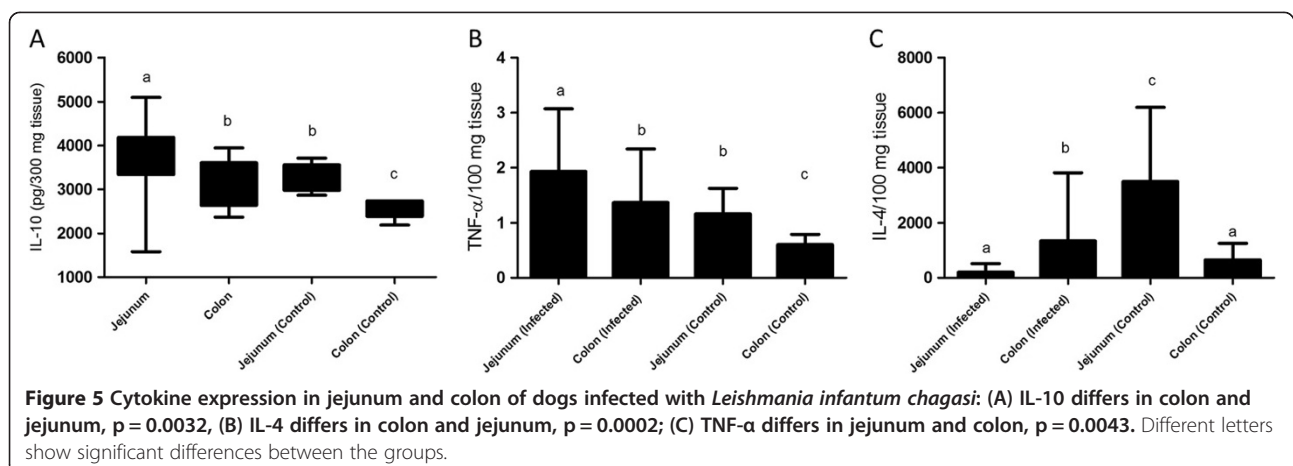 A
IL-10 (pg/300 mg tissue)
6000
5000
4000
3000
2000
1000
a
b
b
c
Jejunum
Colon
Jejunum (Control)
Colon (Control)
B
TNF-α/100 mg tissue
4
3
2
1
0
a
b
b
c
Jejunum (Infected)
Colon (Infected)
Jejunum (Control)
Colon (Control)
C
IL-4/100 mg tissue
8000
6000
4000
2000
0
a
b
c
a
Jejunum (Infected)
Colon (Infected)
Jejunum (Control)
Colon (Control)
Figure 5 Cytokine expression in jejunum and colon of dogs infected with Leishmania infantum chagasi: (A) IL-10 differs in colon and
jejunum, p = 0.0032, (B) IL-4 differs in colon and jejunum, p = 0.0002; (C) TNF-α differs in jejunum and colon, p = 0.0043. Different letters
show significant differences between the groups.